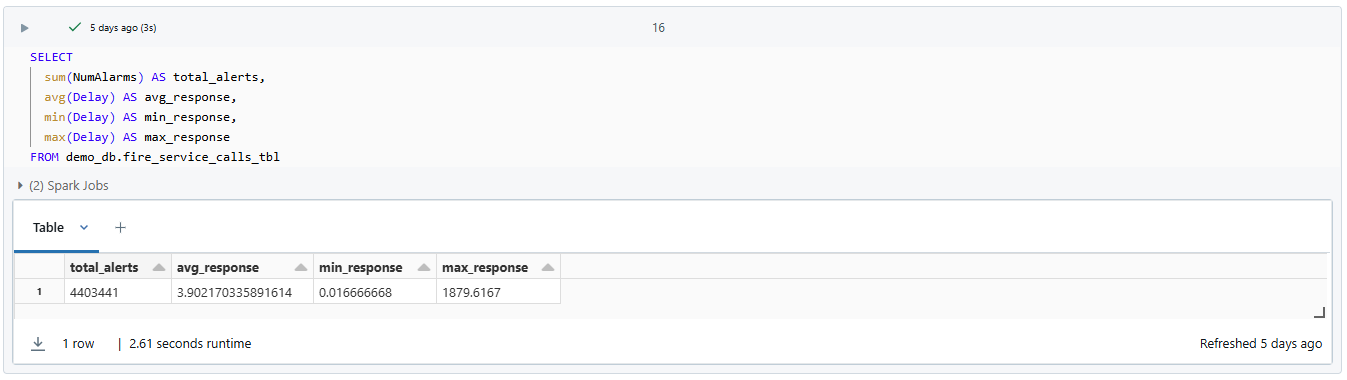 5 days ago (3s)
16
SELECT
sum(NumAlarms) AS total_alerts,
avg(Delay) AS avg_response,
min(Delay) AS min_response,
max(Delay) AS max_response
FROM demo_db.fire_service_calls_tbl
(2) Spark Jobs
Table +
total_alerts avg_response min_response max_response
1 4403441 3.902170335891614 0.016666668 1879.6167
1 row | 2.61 seconds runtime Refreshed 5 days ago